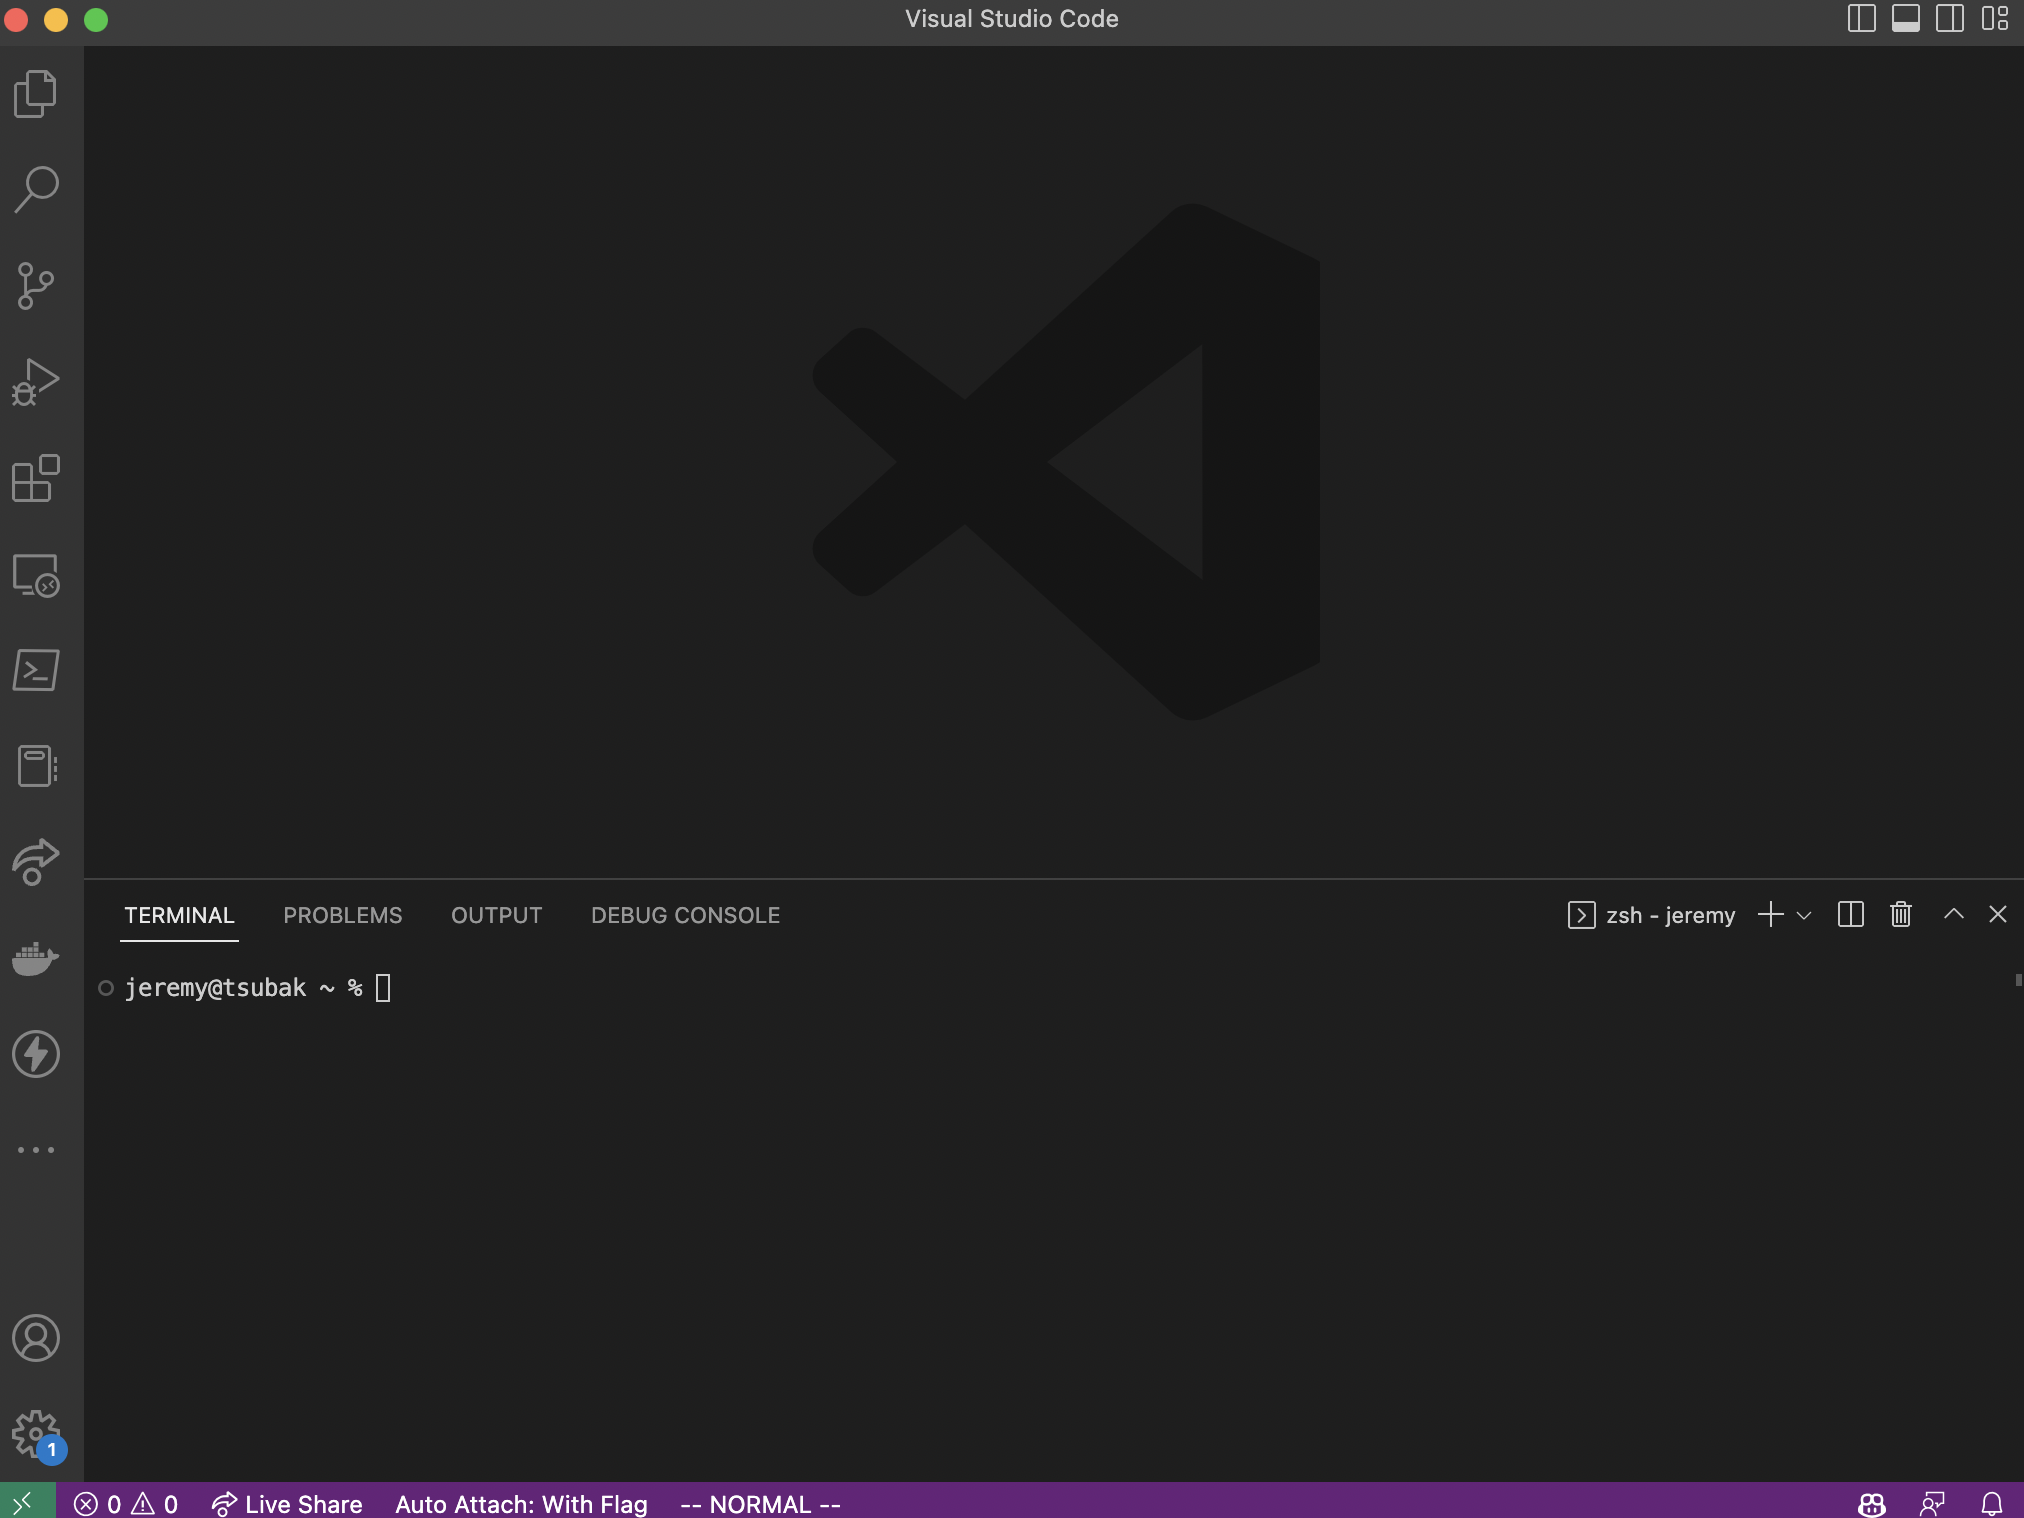 Visual Studio Code
TERMINAL PROBLEMS OUTPUT DEBUG CONSOLE zsh - jeremy
jeremy@tsubak ~ %
1
0 0 Live Share Auto Attach: With Flag -- NORMAL --